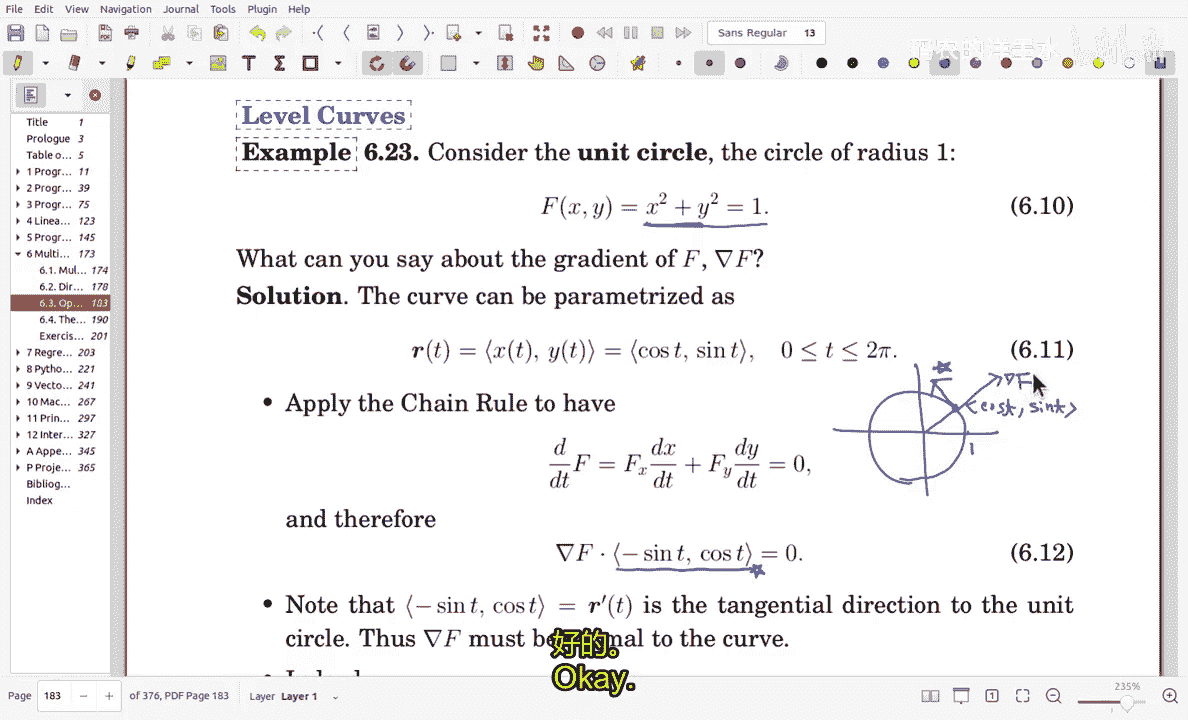 File Edit View Navigation Journal Tools Plugin Help
Sans Regular 13
Title 1
Prologue 3
Table o... 5
1 Progr... 11
2 Progr... 39
3 Progr... 75
4 Linea... 123
5 Progr... 145
6 Multi... 173
6.1. Mul... 174
6.2. Dir... 178
6.3. Op... 183
6.4. The... 190
Exercis... 201
7 Regre... 203
8 Pytho... 221
9 Vecto... 241
10 Mac... 267
11 Prin... 297
12 Inter... 327
A Appe... 345
P Proje... 365
Bibliog...
Index
Level Curves
Example 6.23. Consider the unit circle, the circle of radius 1:
F(x, y) = x² + y² = 1. (6.10)
What can you say about the gradient of F, ∇F?
Solution. The curve can be parametrized as
r(t) = ⟨x(t), y(t)⟩ = ⟨cos t, sin t⟩, 0 ≤ t ≤ 2π. (6.11)
∇F
<cost, sint>
1
• Apply the Chain Rule to have
d/dt F = Fₓ dx/dt + F_y dy/dt = 0,
and therefore
∇F · ⟨− sin t, cos t⟩ = 0. (6.12)
• Note that ⟨− sin t, cos t⟩ = r′(t) is the tangential direction to the unit
circle. Thus ∇F must be normal to the curve.
好的。
Okay.
Page 183 of 376, PDF Page 183 Layer Layer 1 235%